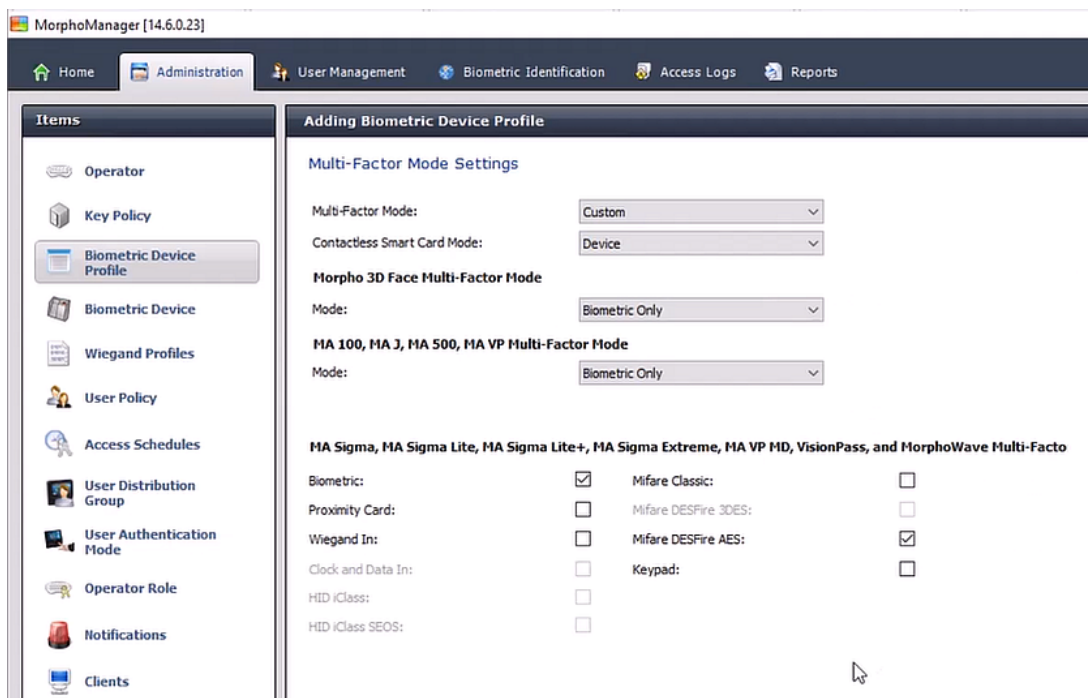 MorphoManager [14.6.0.23]
Home Administration User Management Biometric Identification Access Logs Reports
Items
Operator
Key Policy
Biometric Device
Profile
Biometric Device
Wiegand Profiles
User Policy
Access Schedules
User Distribution
Group
User Authentication
Mode
Operator Role
Notifications
Clients
Adding Biometric Device Profile
Multi-Factor Mode Settings
Multi-Factor Mode: Custom
Contactless Smart Card Mode: Device
Morpho 3D Face Multi-Factor Mode
Mode: Biometric Only
MA 100, MA J, MA 500, MA VP Multi-Factor Mode
Mode: Biometric Only
MA Sigma, MA Sigma Lite, MA Sigma Lite+, MA Sigma Extreme, MA VP MD, VisionPass, and MorphoWave Multi-Facto
Biometric: Mifare Classic:
Proximity Card: Mifare DESFire 3DES:
Wiegand In: Mifare DESFire AES:
Clock and Data In: Keypad:
HID iClass:
HID iClass SEOS: